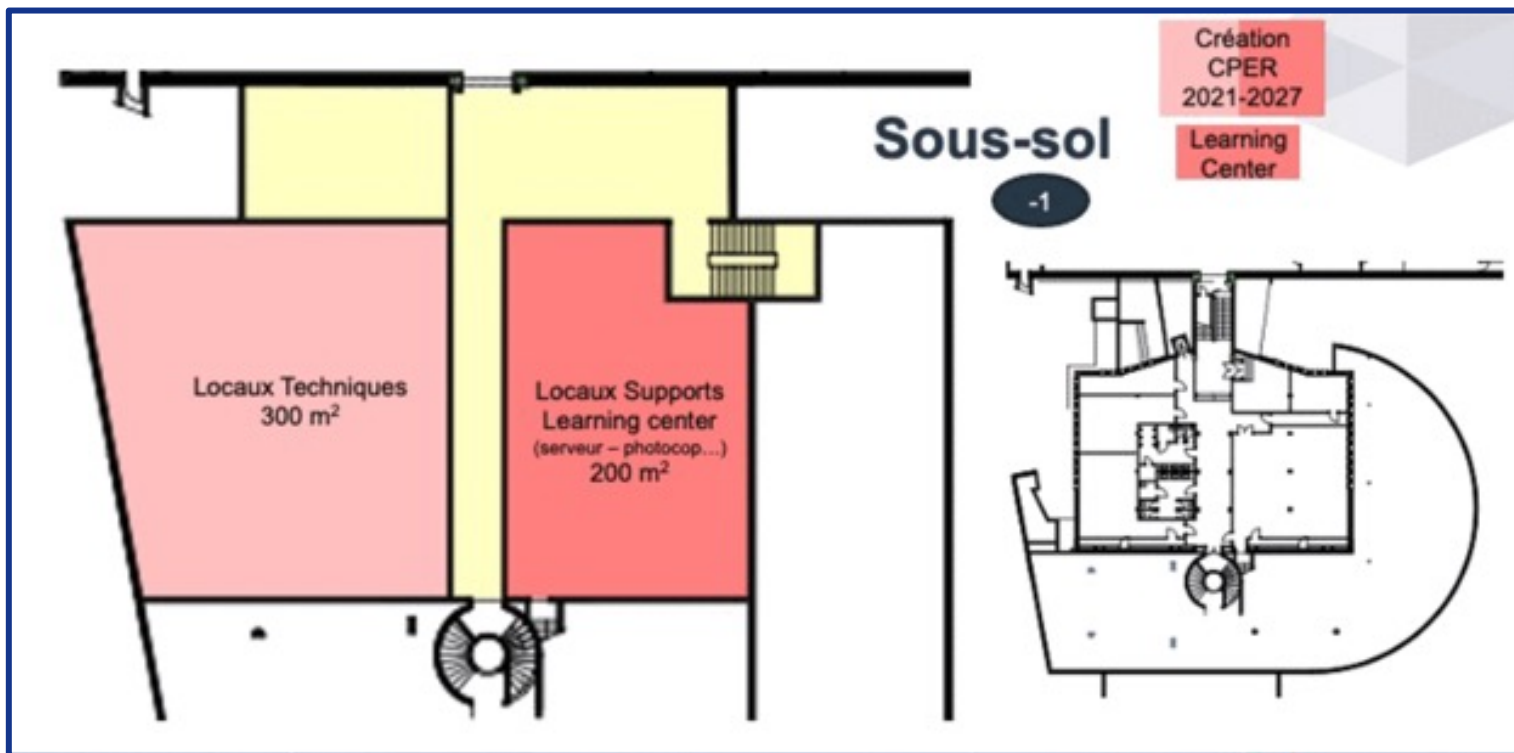 Création
CPER
2021-2027
Learning
Center
Sous-sol
-1
Locaux Techniques
300 m²
Locaux Supports
Learning center
(serveur – photocop…)
200 m²